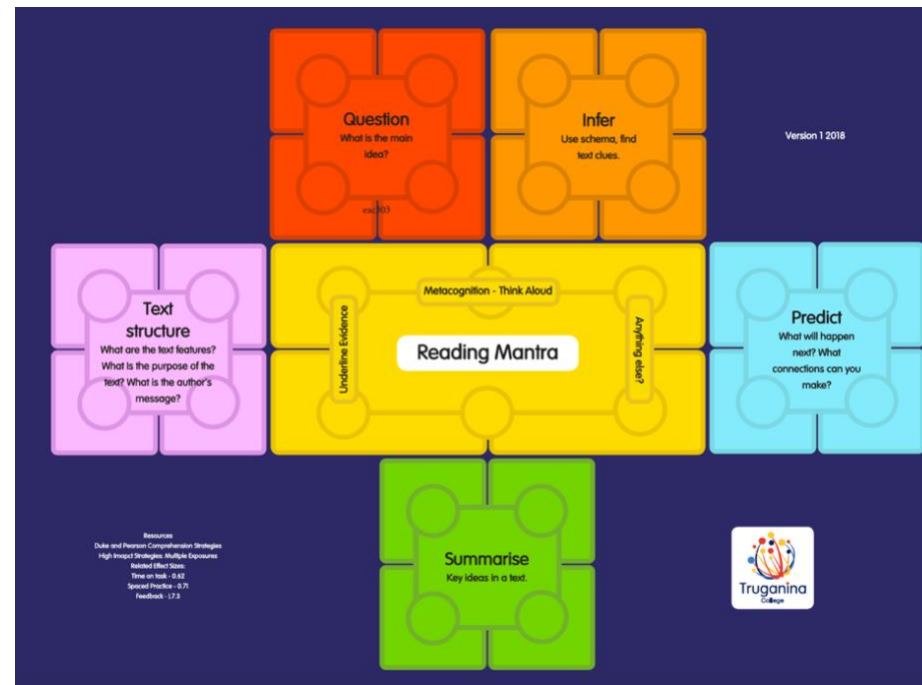 Question
What is the main
idea?
eac303
Infer
Use schema, find
text clues.
Version 1 2018
Text
structure
What are the text features?
What is the purpose of the
text? What is the author's
message?
Metacognition - Think Aloud
Underline Evidence
Reading Mantra
Anything else?
Predict
What will happen
next? What
connections can you
make?
Summarise
Key ideas in a text.
Resources
Duke and Pearson Comprehension Strategies
High Imapct Strategies: Multiple Exposures
Related Effect Sizes:
Time on task - 0.62
Spaced Practice - 0.71
Truganina
College